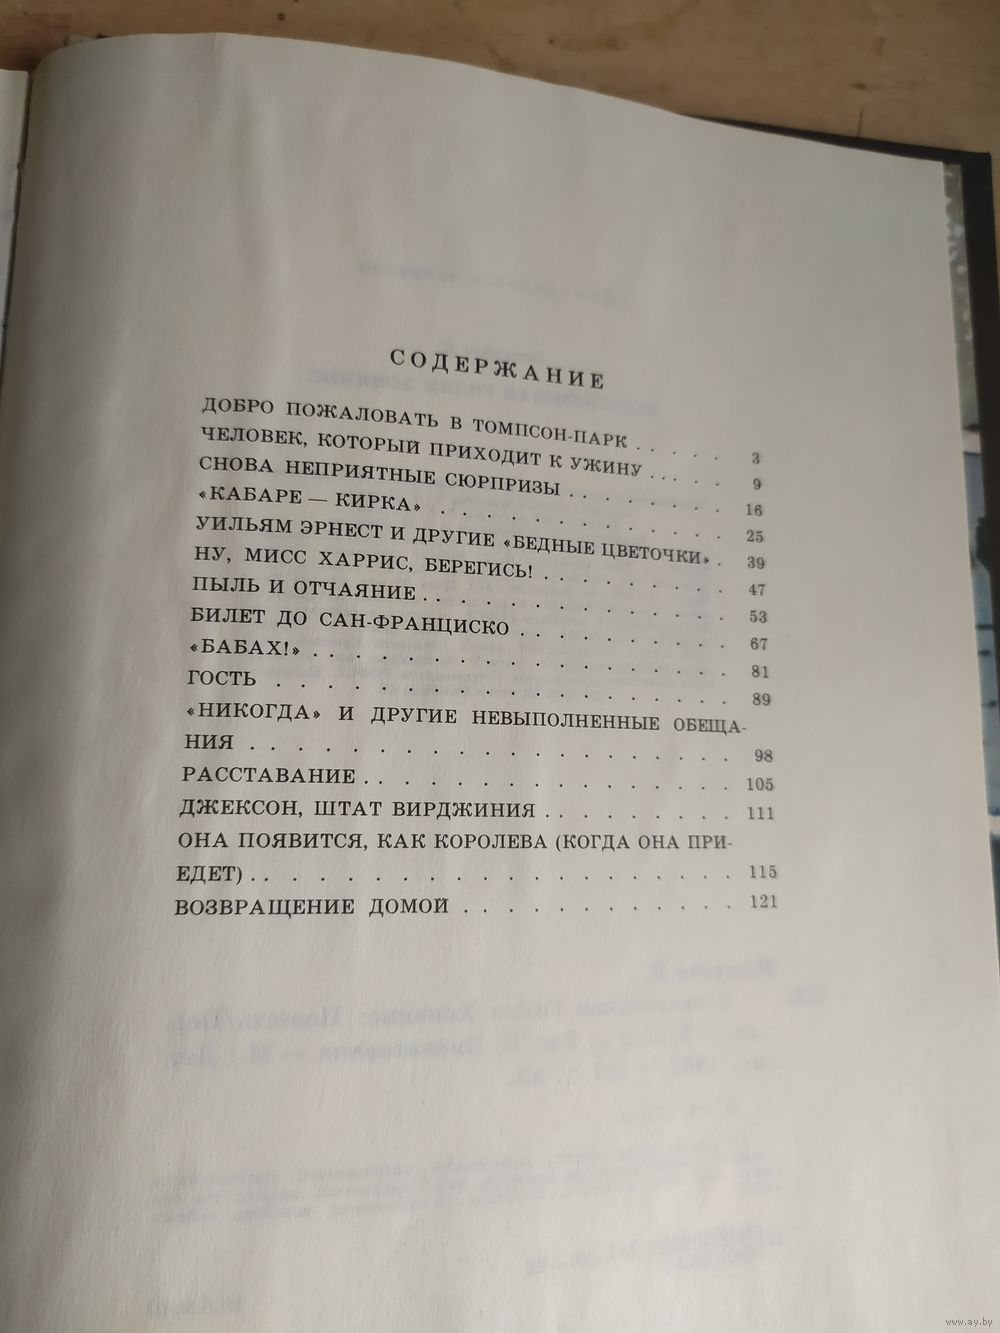 СОДЕРЖАНИЕ
ДОБРО ПОЖАЛОВАТЬ В ТОМПСОН-ПАРК . . . . . 3
ЧЕЛОВЕК, КОТОРЫЙ ПРИХОДИТ К УЖИНУ . . . . . 9
СНОВА НЕПРИЯТНЫЕ СЮРПРИЗЫ . . . . . . . . 16
«КАБАРЕ — КИРКА» . . . . . . . . . . . . 25
УИЛЬЯМ ЭРНЕСТ И ДРУГИЕ «БЕДНЫЕ ЦВЕТОЧКИ» . 39
НУ, МИСС ХАРРИС, БЕРЕГИСЬ! . . . . . . . . 47
ПЫЛЬ И ОТЧАЯНИЕ . . . . . . . . . . . . . 53
БИЛЕТ ДО САН-ФРАНЦИСКО . . . . . . . . . 67
«БАБАХ!» . . . . . . . . . . . . . . . . . 81
ГОСТЬ . . . . . . . . . . . . . . . . . . 89
«НИКОГДА» И ДРУГИЕ НЕВЫПОЛНЕННЫЕ ОБЕЩА-
НИЯ . . . . . . . . . . . . . . . . . . . 98
РАССТАВАНИЕ . . . . . . . . . . . . . . . 105
ДЖЕКСОН, ШТАТ ВИРДЖИНИЯ . . . . . . . . 111
ОНА ПОЯВИТСЯ, КАК КОРОЛЕВА (КОГДА ОНА ПРИ-
ЕДЕТ) . . . . . . . . . . . . . . . . . . . 115
ВОЗВРАЩЕНИЕ ДОМОЙ . . . . . . . . . . . 121
www.ay.by